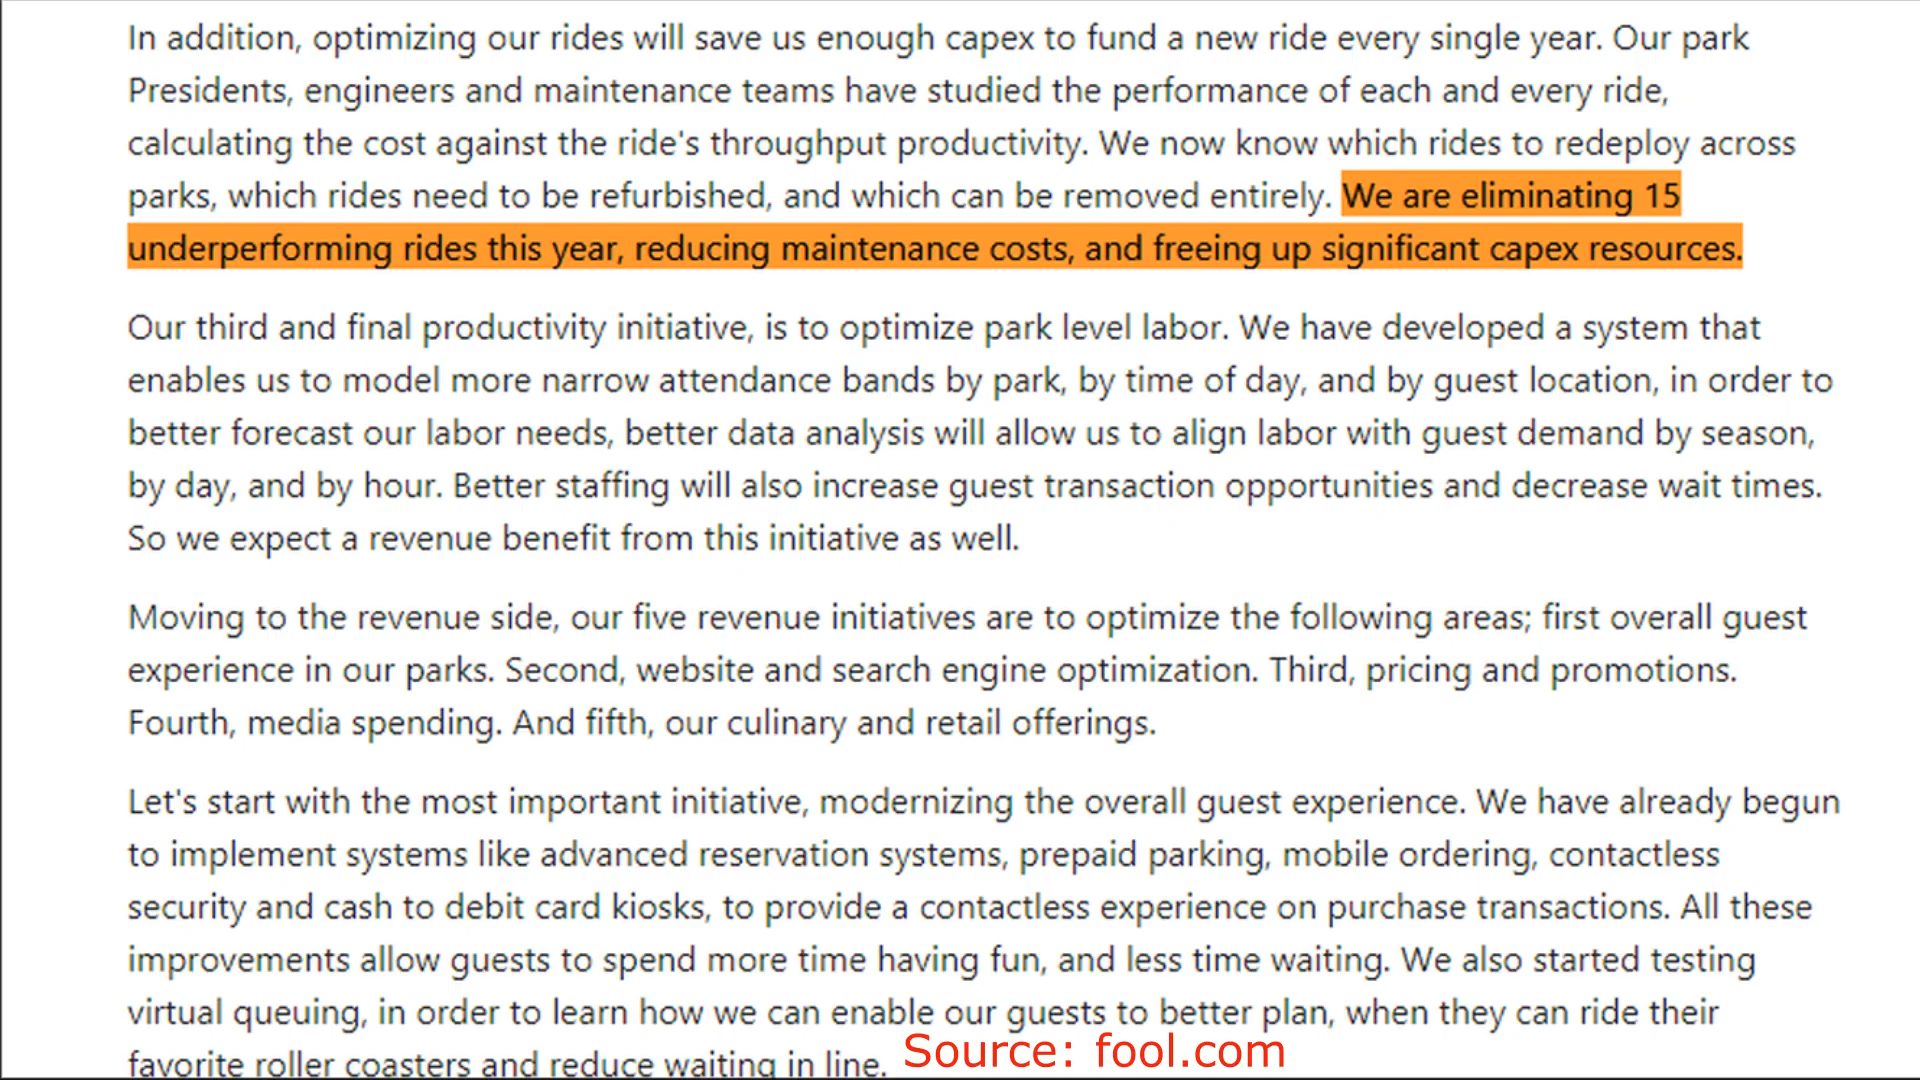 In addition, optimizing our rides will save us enough capex to fund a new ride every single year. Our park
Presidents, engineers and maintenance teams have studied the performance of each and every ride,
calculating the cost against the ride's throughput productivity. We now know which rides to redeploy across
parks, which rides need to be refurbished, and which can be removed entirely. We are eliminating 15
underperforming rides this year, reducing maintenance costs, and freeing up significant capex resources.
Our third and final productivity initiative, is to optimize park level labor. We have developed a system that
enables us to model more narrow attendance bands by park, by time of day, and by guest location, in order to
better forecast our labor needs, better data analysis will allow us to align labor with guest demand by season,
by day, and by hour. Better staffing will also increase guest transaction opportunities and decrease wait times.
So we expect a revenue benefit from this initiative as well.
Moving to the revenue side, our five revenue initiatives are to optimize the following areas; first overall guest
experience in our parks. Second, website and search engine optimization. Third, pricing and promotions.
Fourth, media spending. And fifth, our culinary and retail offerings.
Let's start with the most important initiative, modernizing the overall guest experience. We have already begun
to implement systems like advanced reservation systems, prepaid parking, mobile ordering, contactless
security and cash to debit card kiosks, to provide a contactless experience on purchase transactions. All these
improvements allow guests to spend more time having fun, and less time waiting. We also started testing
virtual queuing, in order to learn how we can enable our guests to better plan, when they can ride their
favorite roller coasters and reduce waiting in line.
Source: fool.com